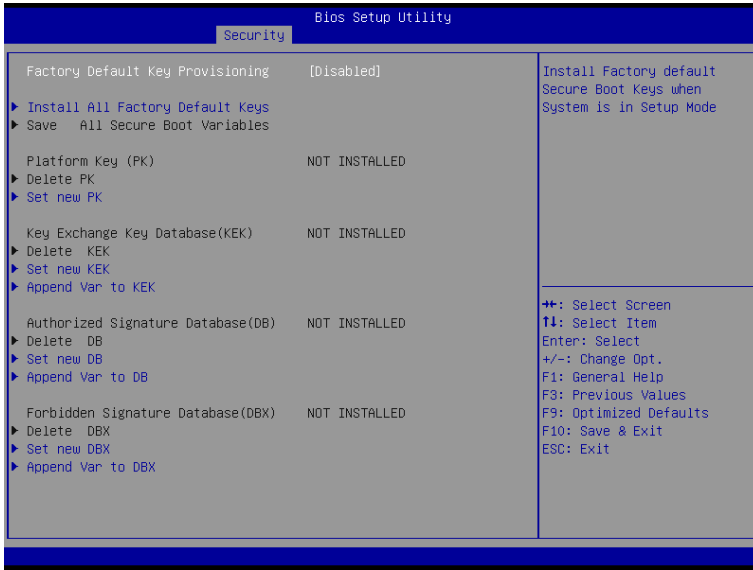 Bios Setup Utility
Security
Factory Default Key Provisioning [Disabled]
Install All Factory Default Keys
Save All Secure Boot Variables
Platform Key (PK) NOT INSTALLED
Delete PK
Set new PK
Key Exchange Key Database(KEK) NOT INSTALLED
Delete KEK
Set new KEK
Append Var to KEK
Authorized Signature Database(DB) NOT INSTALLED
Delete DB
Set new DB
Append Var to DB
Forbidden Signature Database(DBX) NOT INSTALLED
Delete DBX
Set new DBX
Append Var to DBX
Install Factory default
Secure Boot Keys when
System is in Setup Mode
→←: Select Screen
↑↓: Select Item
Enter: Select
+/-: Change Opt.
F1: General Help
F3: Previous Values
F9: Optimized Defaults
F10: Save & Exit
ESC: Exit